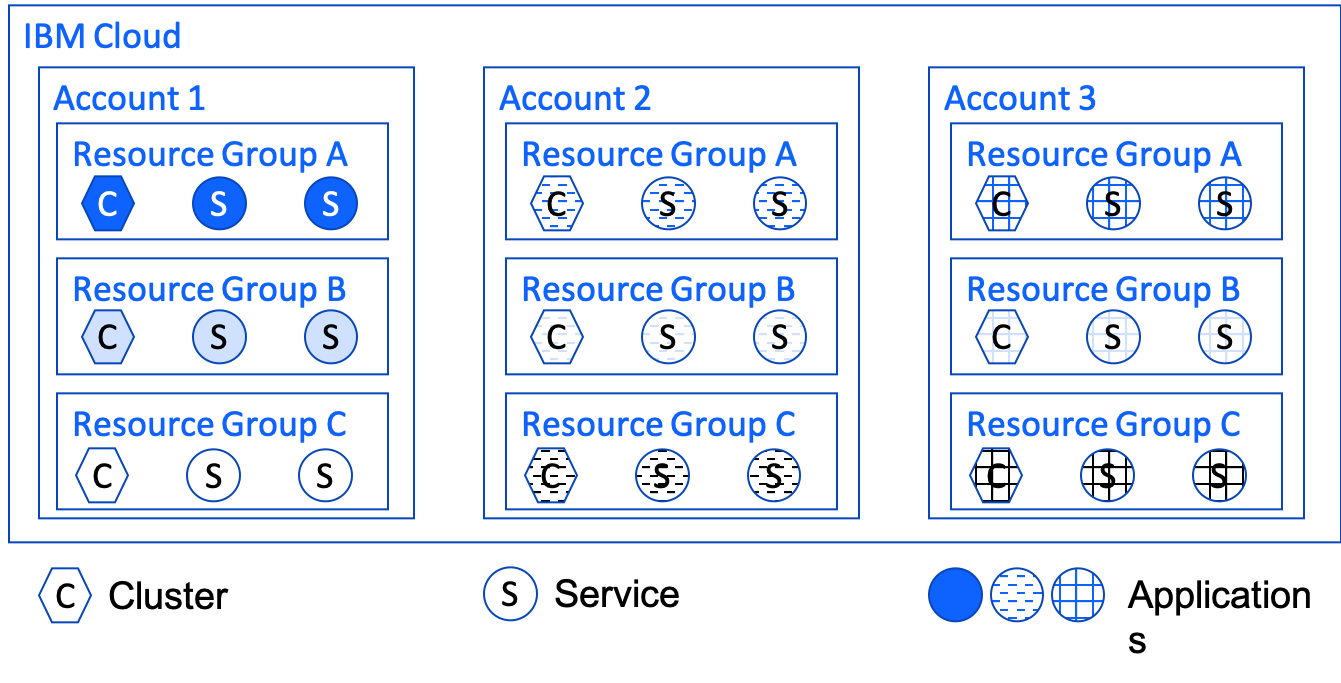 IBM Cloud
Account 1
Resource Group A
C S S
Resource Group B
C S S
Resource Group C
C S S
Account 2
Resource Group A
C S S
Resource Group B
C S S
Resource Group C
C S S
Account 3
Resource Group A
C S S
Resource Group B
C S S
Resource Group C
C S S
C Cluster
S Service
Application
s